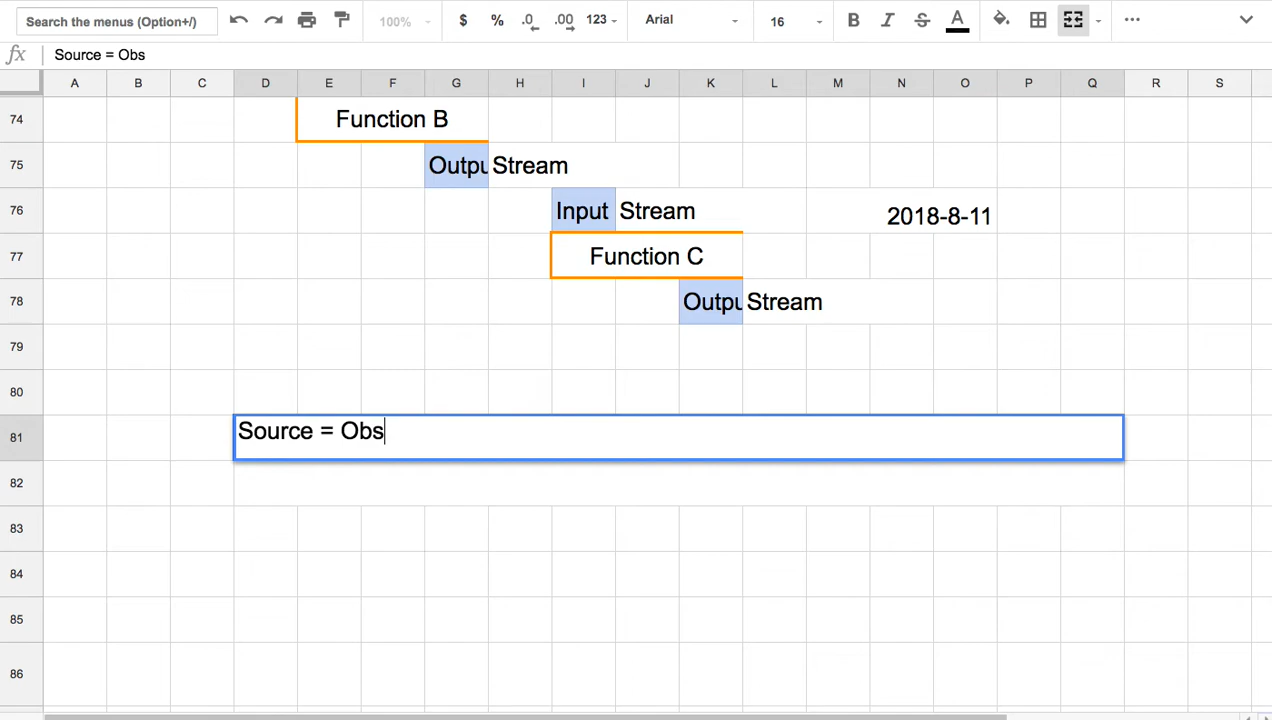 Search the menus (Option+/) 100% $ % .0 .00 123 Arial 16 B I S A
fx Source = Obs
A B C D E F G H I J K L M N O P Q R S
74 Function B
75 Outpu Stream
76 Input Stream 2018-8-11
77 Function C
78 Outpu Stream
79
80
81 Source = Obs
82
83
84
85
86